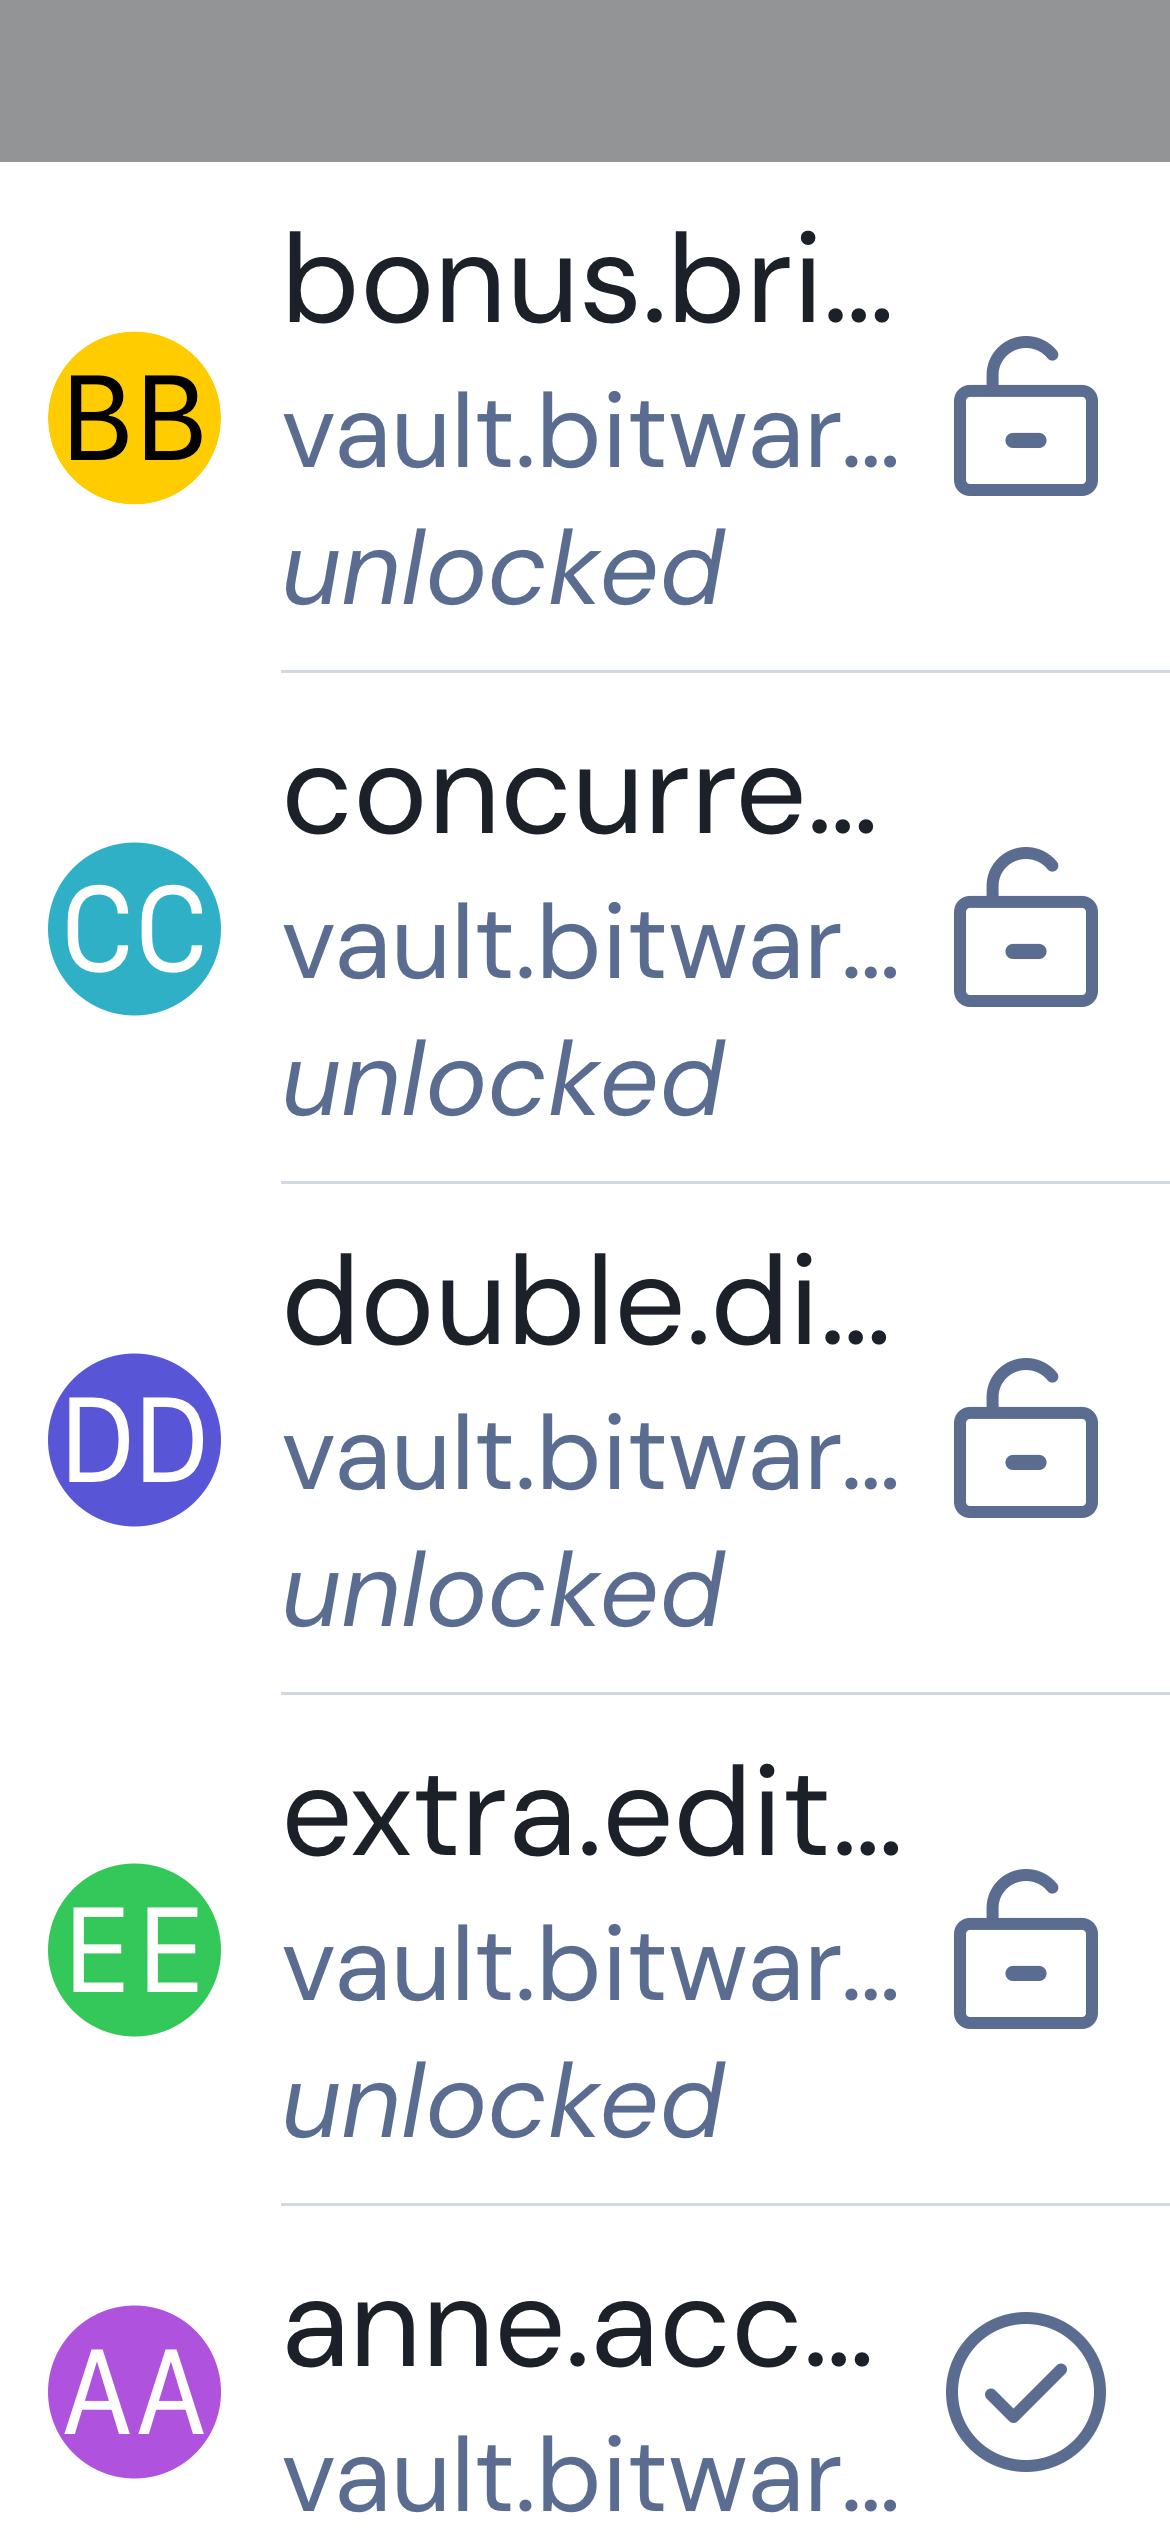 BB
bonus.bri...
vault.bitwar...
unlocked
CC
concurre...
vault.bitwar...
unlocked
DD
double.di...
vault.bitwar...
unlocked
EE
extra.edit...
vault.bitwar...
unlocked
AA
anne.acc...
vault.bitwar...